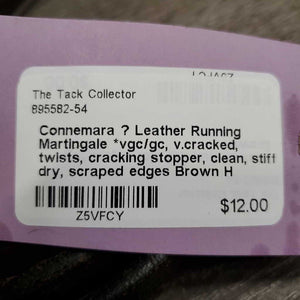 The Tack Collector
895582-54
Connemara ? Leather Running
Martingale *vgc/gc, v.cracked,
twists, cracking stopper, clean, stiff
dry, scraped edges Brown H
Z5VFCY
$12.00